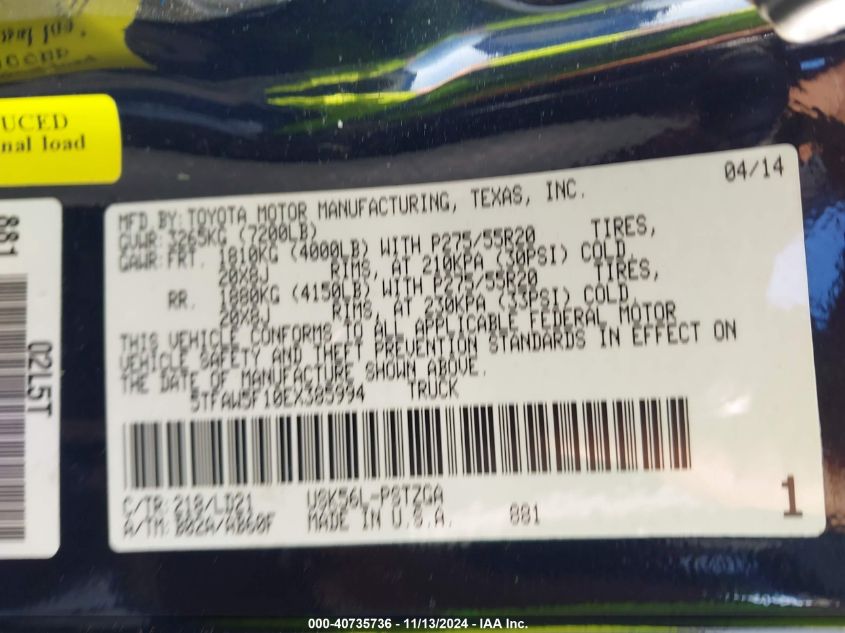 UCED
nal load
881
02L5T
04/14
MFD BY: TOYOTA MOTOR MANUFACTURING, TEXAS, INC.
GVWR: 3265KG (7200LB)
GAWR: FRT. 1810KG (4000LB) WITH P275/55R20 TIRES,
20X8J RIMS, AT 210KPA (30PSI) COLD,
RR. 1880KG (4150LB) WITH P275/55R20 TIRES,
20X8J RIMS, AT 230KPA (33PSI) COLD.
THIS VEHICLE CONFORMS TO ALL APPLICABLE FEDERAL MOTOR
VEHICLE SAFETY AND THEFT PREVENTION STANDARDS IN EFFECT ON
THE DATE OF MANUFACTURE SHOWN ABOVE.
5TFAW5F10EX385994 TRUCK
C/TR: 218/LD21 USK56L-PSTZGA
A/TM: B02A/AB60F MADE IN U.S.A. 881
1
000-40735736 - 11/13/2024 - IAA Inc.